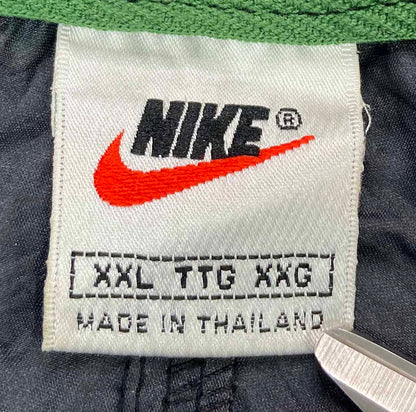 NIKE®
XXL TTG XXG
MADE IN THAILAND